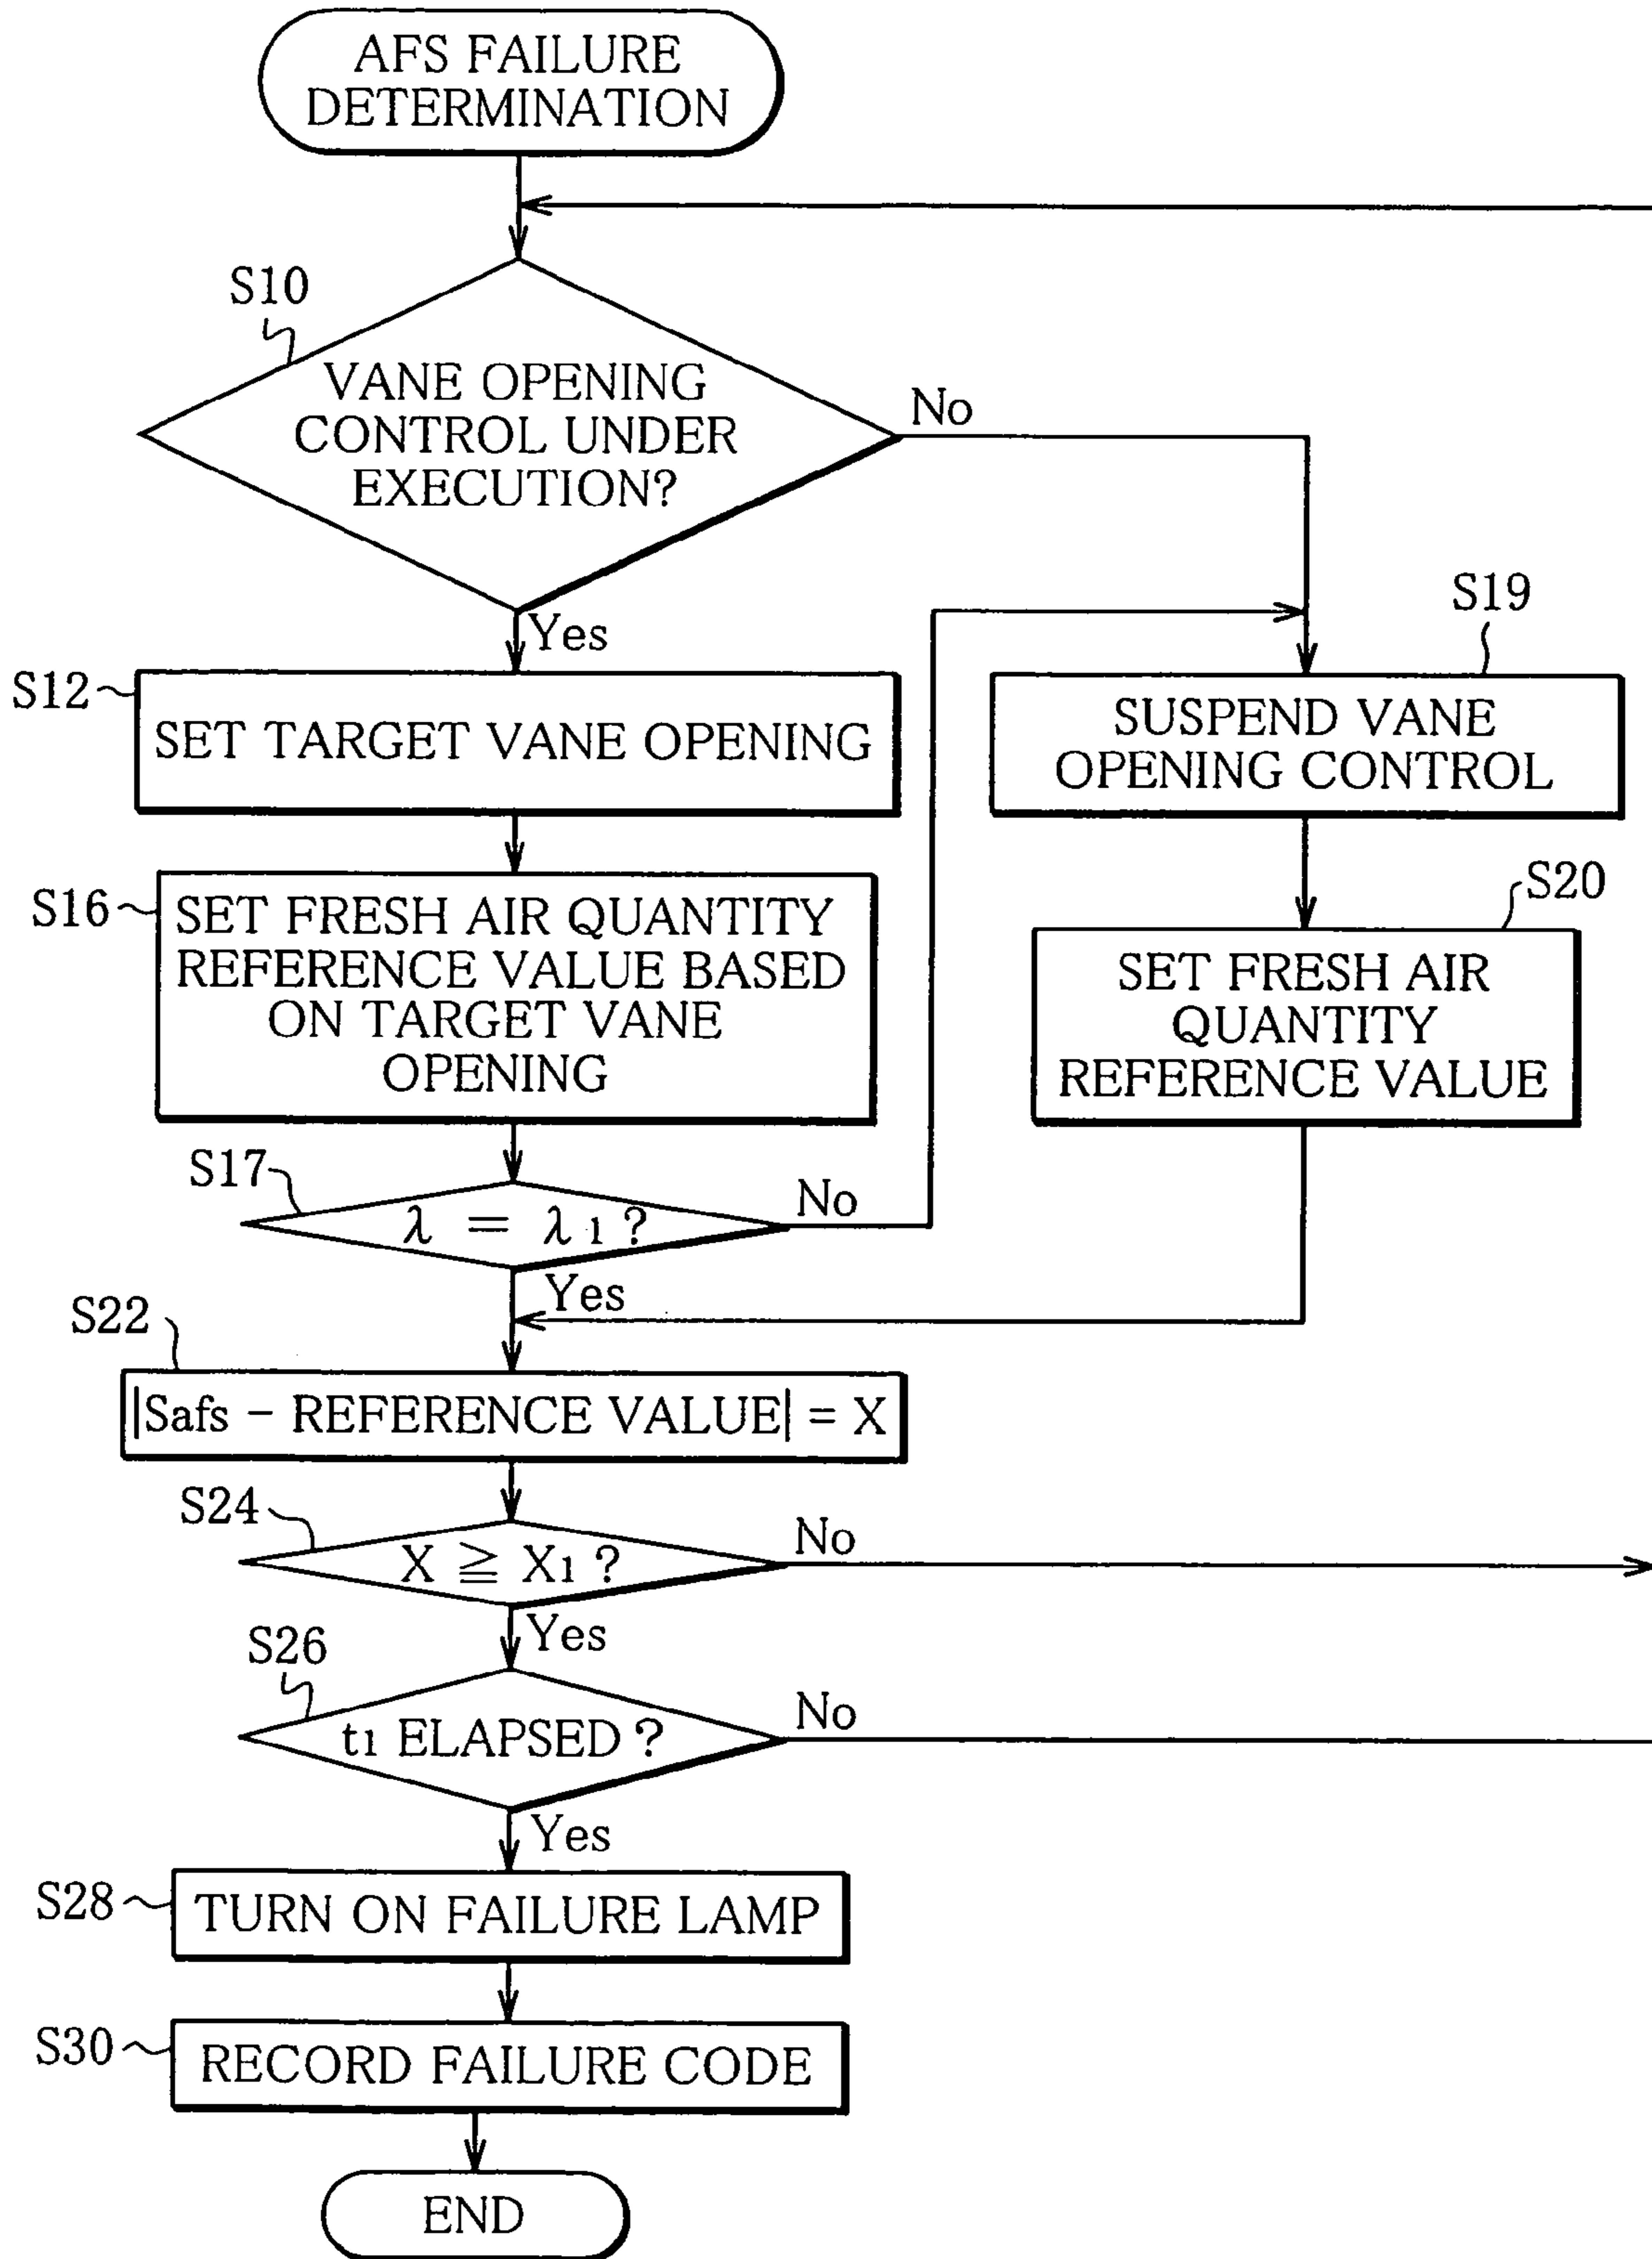 AFS FAILURE
DETERMINATION
S10
VANE OPENING
CONTROL UNDER
EXECUTION?
No
Yes
S12
SET TARGET VANE OPENING
S19
SUSPEND VANE
OPENING CONTROL
S16
SET FRESH AIR QUANTITY
REFERENCE VALUE BASED
ON TARGET VANE
OPENING
S20
SET FRESH AIR
QUANTITY
REFERENCE VALUE
S17
λ = λ1?
No
Yes
S22
|Safs - REFERENCE VALUE| = X
S24
X ≧ X1?
No
Yes
S26
t1 ELAPSED?
No
Yes
S28
TURN ON FAILURE LAMP
S30
RECORD FAILURE CODE
END